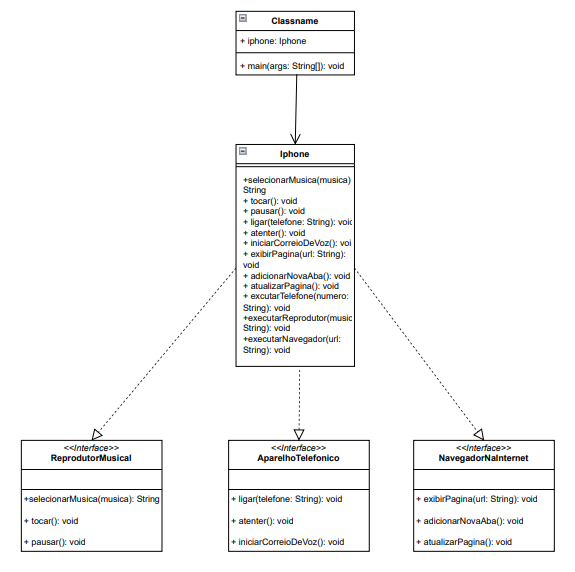 Classname
+ iphone: Iphone
+ main(args: String[]): void
Iphone
+selecionarMusica(musica)
String
+ tocar(): void
+ pausar(): void
+ ligar(telefone: String): voic
+ atenter(): void
+ iniciarCorreioDeVoz(): voi
+ exibirPagina(url: String):
void
+ adicionarNovaAba(): void
+ atualizarPagina(): void
+ excutarTelefone(numero:
String): void
+executarReprodutor(music
String): void
+executarNavegador(url:
String): void
<<Interface>>
ReprodutorMusical
+selecionarMusica(musica): String
+ tocar(): void
+ pausar(): void
<<Interface>>
AparelhoTelefonico
+ ligar(telefone: String): void
+ atenter(): void
+ iniciarCorreioDeVoz(): void
<<Interface>>
NavegadorNaInternet
+ exibirPagina(url: String): void
+ adicionarNovaAba(): void
+ atualizarPagina(): void